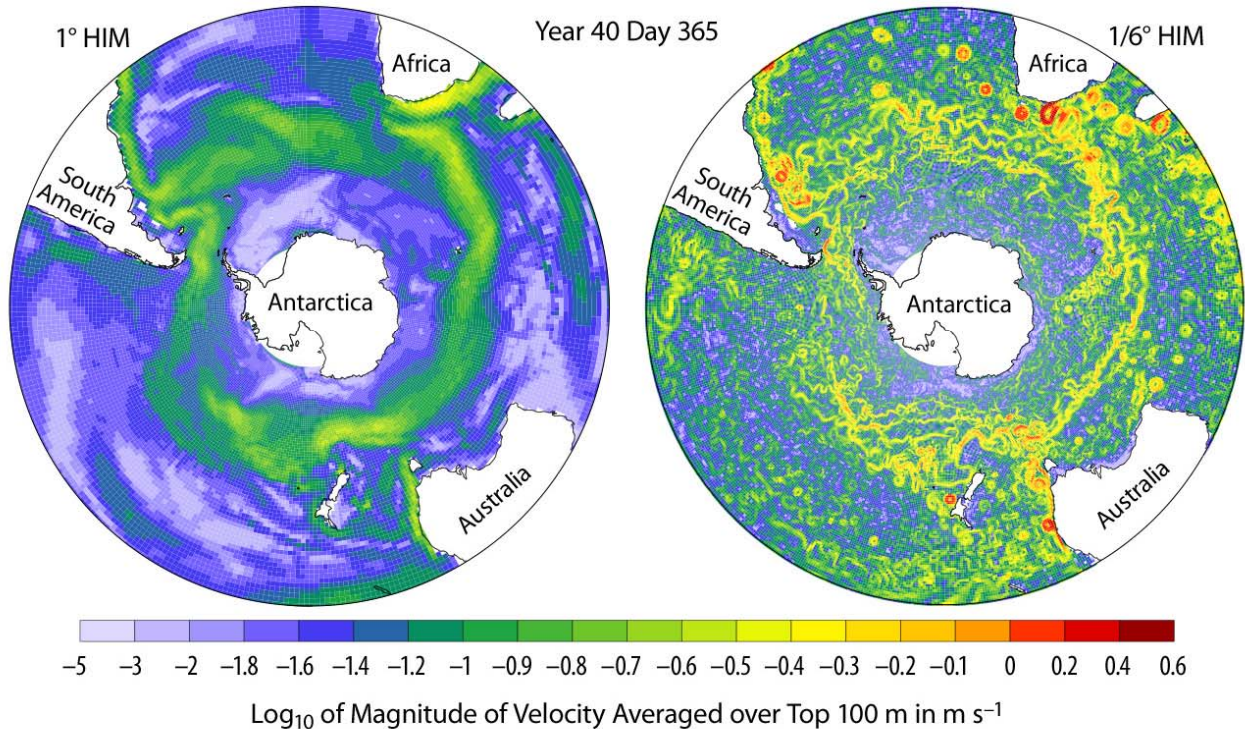 1° HIM
Year 40 Day 365
1/6° HIM
Africa
South
America
Antarctica
Australia
Africa
South
America
Antarctica
Australia
−5 −3 −2 −1.8 −1.6 −1.4 −1.2 −1 −0.9 −0.8 −0.7 −0.6 −0.5 −0.4 −0.3 −0.2 −0.1 0 0.2 0.4 0.6
Log₁₀ of Magnitude of Velocity Averaged over Top 100 m in m s⁻¹